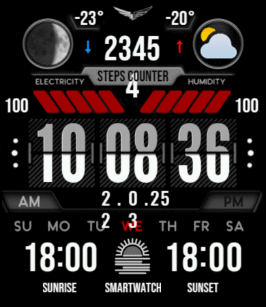 -23° -20°
2345
ELECTRICITY STEPS COUNTER HUMIDITY
4
100 100
10 08 36
AM 2 . 0 .25 PM
2 3
SU MO TU WE TH FR SA
18:00 18:00
SUNRISE SMARTWATCH SUNSET